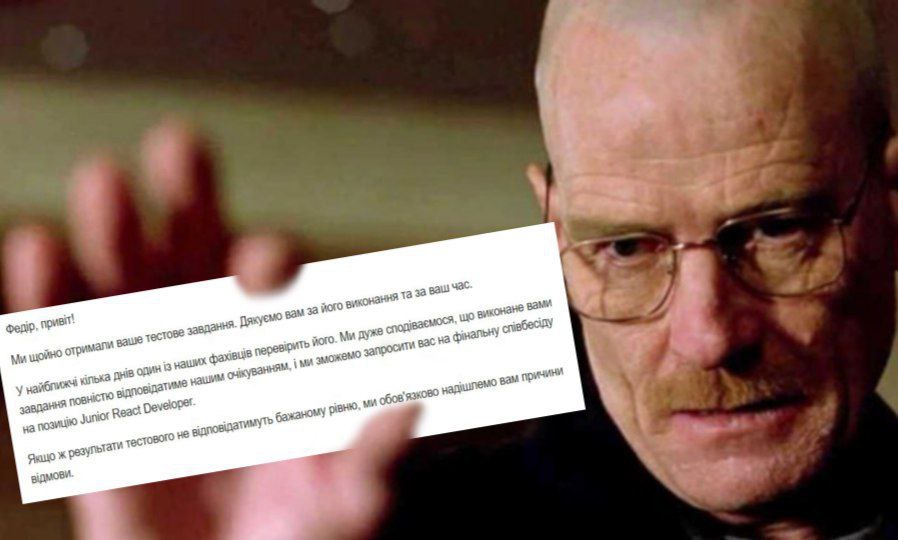 Федір, привіт!
Ми щойно отримали ваше тестове завдання. Дякуємо вам за його виконання та за ваш час.
У найближчі кілька днів один із наших фахівців перевірить його. Ми дуже сподіваємося, що виконане вами
завдання повністю відповідатиме нашим очікуванням, і ми зможемо запросити вас на фінальну співбесіду
на позицію Junior React Developer.
Якщо ж результати тестового не відповідатимуть бажаному рівню, ми обов'язково надішлемо вам причини
відмови.